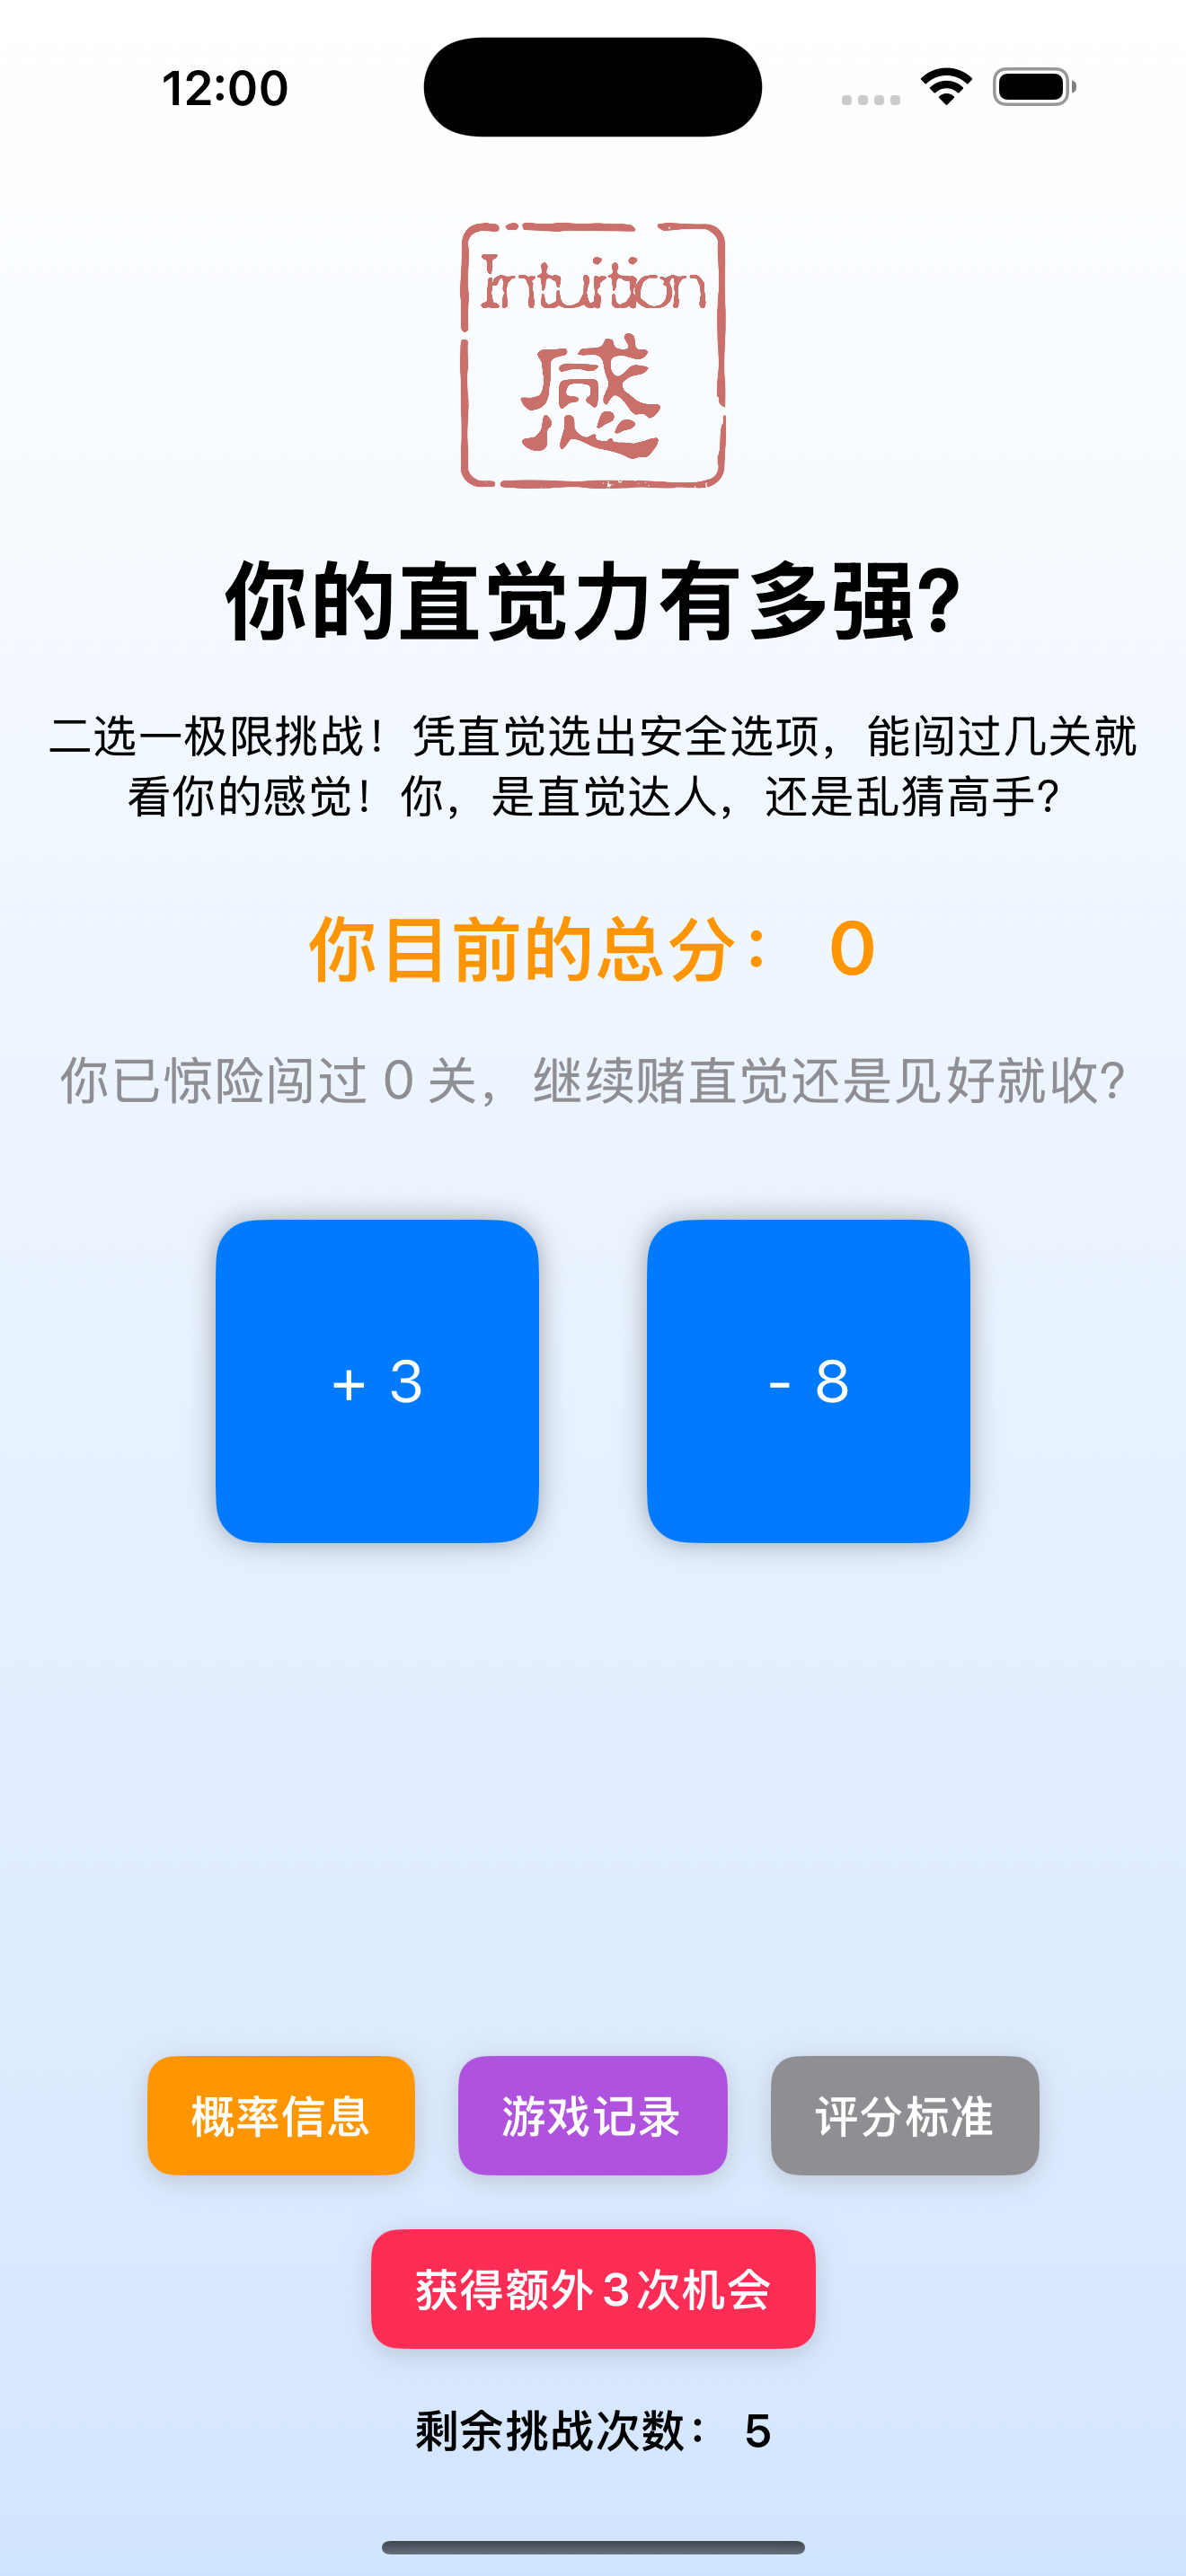 12:00
Intuition
感
你的直觉力有多强?
二选一极限挑战！凭直觉选出安全选项，能闯过几关就
看你的感觉！你，是直觉达人，还是乱猜高手?
你目前的总分： 0
你已惊险闯过 0 关，继续赌直觉还是见好就收?
+ 3
- 8
概率信息
游戏记录
评分标准
获得额外 3 次机会
剩余挑战次数： 5